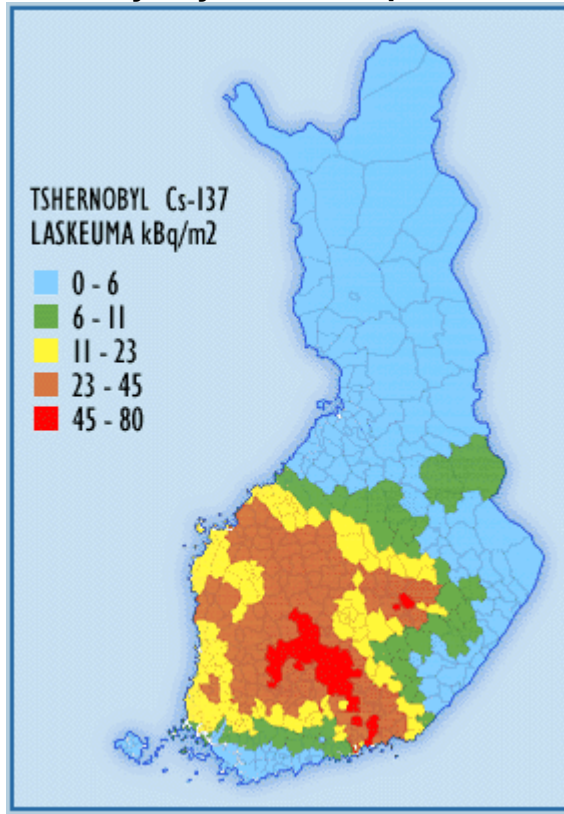 TSHERNOBYL Cs-137
LASKEUMA kBq/m2
0 - 6
6 - 11
11 - 23
23 - 45
45 - 80